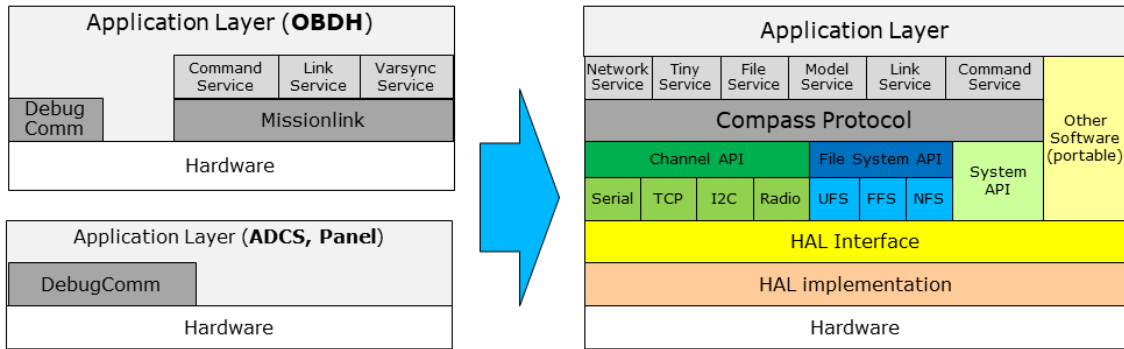 Application Layer (OBDH)
Command
Service
Link
Service
Varsync
Service
Debug
Comm
Missionlink
Hardware
Application Layer (ADCS, Panel)
DebugComm
Hardware
Application Layer
Network
Service
Tiny
Service
File
Service
Model
Service
Link
Service
Command
Service
Other
Software
(portable)
Compass Protocol
Channel API
File System API
System
API
Serial
TCP
I2C
Radio
UFS
FFS
NFS
HAL Interface
HAL implementation
Hardware